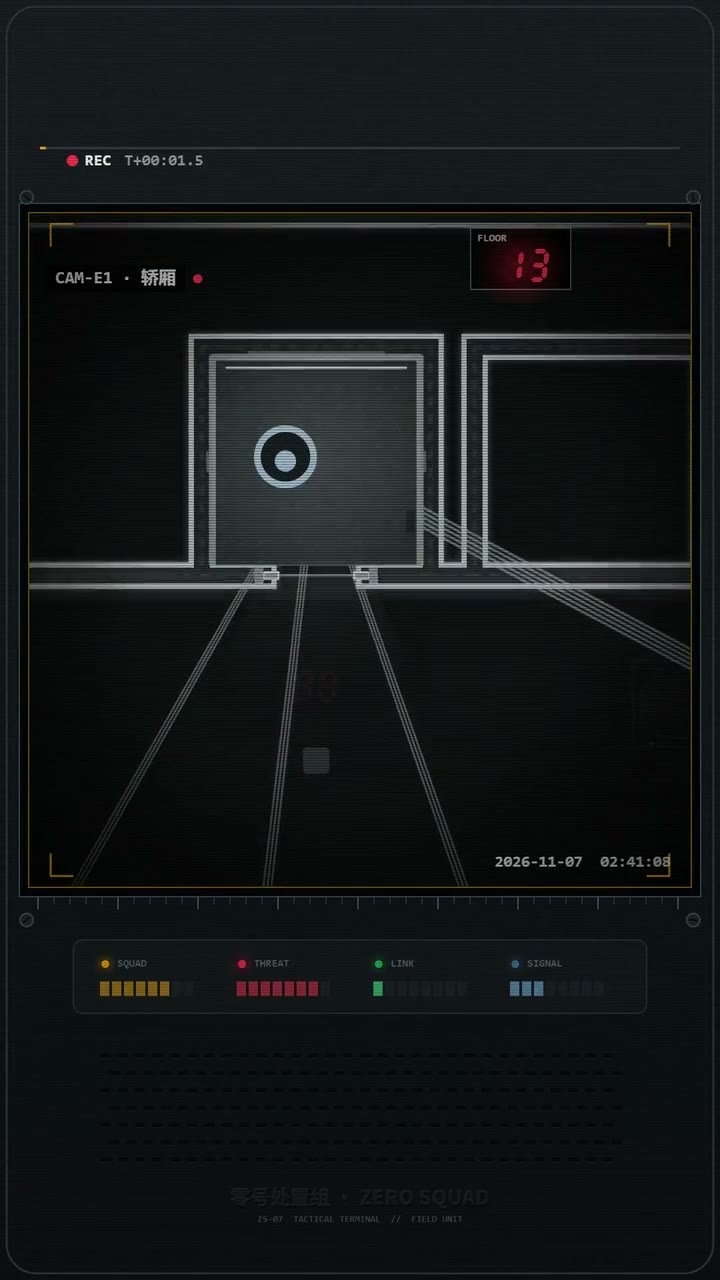 REC T+00:01.5
FLOOR
13
CAM-E1 · 轿厢
2026-11-07 02:41:08
SQUAD THREAT LINK SIGNAL
零号处置组 · ZERO SQUAD
ZS-07 TACTICAL TERMINAL // FIELD UNIT